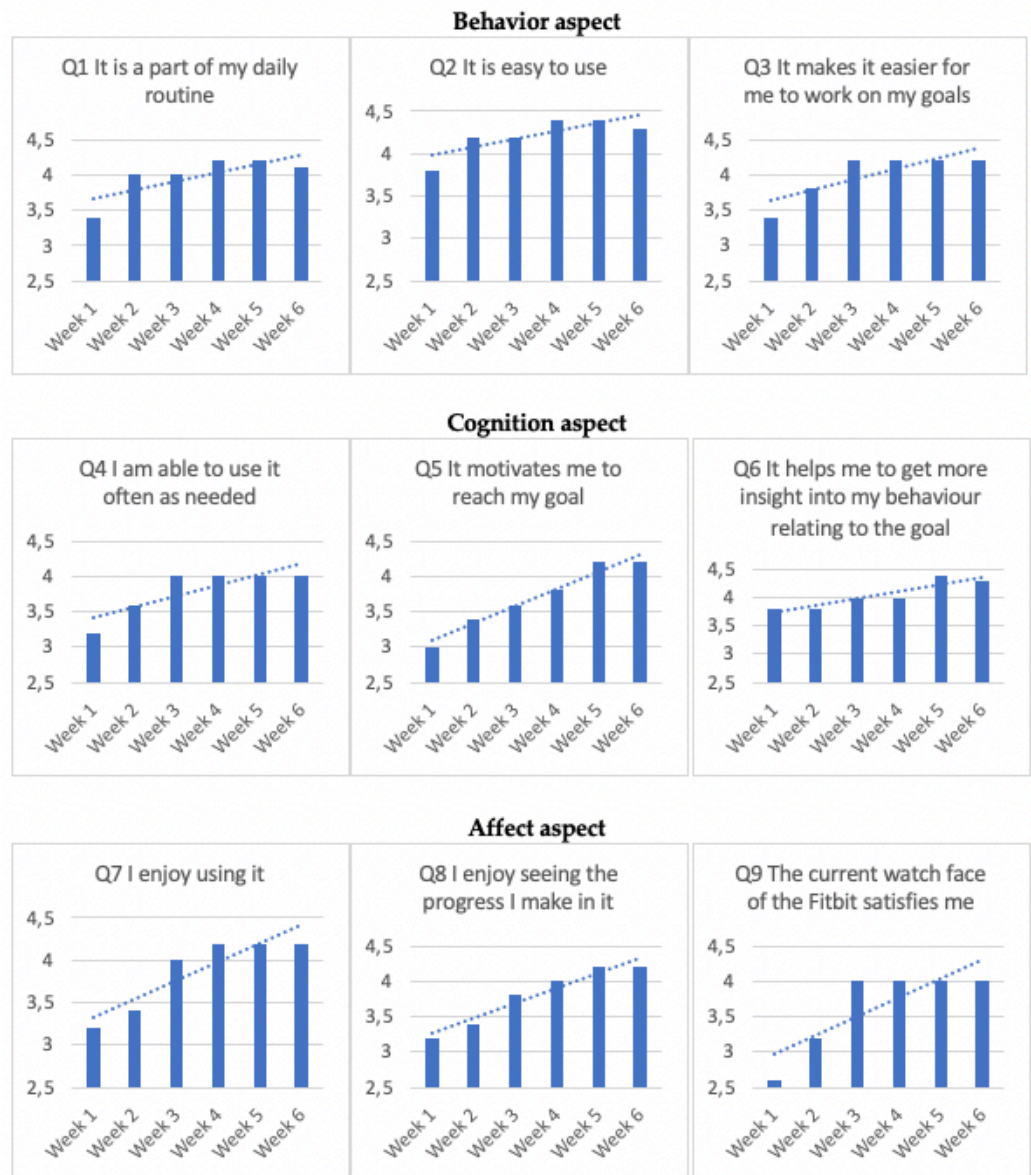 Behavior aspect
Q1 It is a part of my daily
routine
4,5
4
3,5
3
2,5
Week 1
Week 2
Week 3
Week 4
Week 5
Week 6
Q2 It is easy to use
4,5
4
3,5
3
2,5
Week 1
Week 2
Week 3
Week 4
Week 5
Week 6
Q3 It makes it easier for
me to work on my goals
4,5
4
3,5
3
2,5
Week 1
Week 2
Week 3
Week 4
Week 5
Week 6
Cognition aspect
Q4 I am able to use it
often as needed
4,5
4
3,5
3
2,5
Week 1
Week 2
Week 3
Week 4
Week 5
Week 6
Q5 It motivates me to
reach my goal
4,5
4
3,5
3
2,5
Week 1
Week 2
Week 3
Week 4
Week 5
Week 6
Q6 It helps me to get more
insight into my behaviour
relating to the goal
4,5
4
3,5
3
2,5
Week 1
Week 2
Week 3
Week 4
Week 5
Week 6
Affect aspect
Q7 I enjoy using it
4,5
4
3,5
3
2,5
Week 1
Week 2
Week 3
Week 4
Week 5
Week 6
Q8 I enjoy seeing the
progress I make in it
4,5
4
3,5
3
2,5
Week 1
Week 2
Week 3
Week 4
Week 5
Week 6
Q9 The current watch face
of the Fitbit satisfies me
4,5
4
3,5
3
2,5
Week 1
Week 2
Week 3
Week 4
Week 5
Week 6